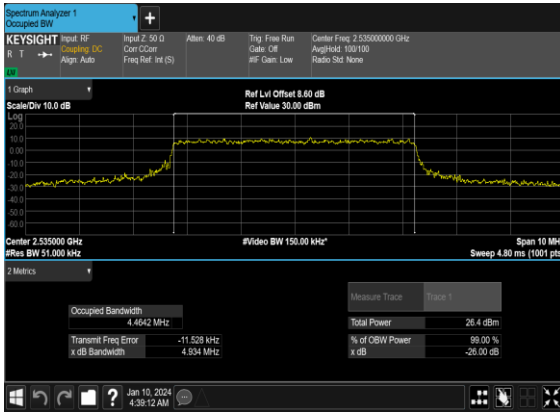 Spectrum Analyzer 1
Occupied BW
+
KEYSIGHT Input: RF Input Z: 50 Ω Atten: 40 dB Trig: Free Run Center Freq: 2.535000000 GHz
R T Coupling: DC Corr CCorr Gate: Off Avg|Hold: 100/100
Align: Auto Freq Ref: Int (S) #IF Gain: Low Radio Std: None
LW
1 Graph
Ref Lvl Offset 8.60 dB
Scale/Div 10.0 dB Ref Value 30.00 dBm
Log
20.0
10.0
0.00
-10.0
-20.0
-30.0
-40.0
-50.0
-60.0
Center 2.535000 GHz #Video BW 150.00 kHz* Span 10 MH
#Res BW 51.000 kHz Sweep 4.80 ms (1001 pts
2 Metrics
Measure Trace Trace 1
Occupied Bandwidth
4.4642 MHz
Total Power 26.4 dBm
Transmit Freq Error -11.528 kHz % of OBW Power 99.00 %
x dB Bandwidth 4.934 MHz x dB -26.00 dB
? Jan 10, 2024
4:39:12 AM